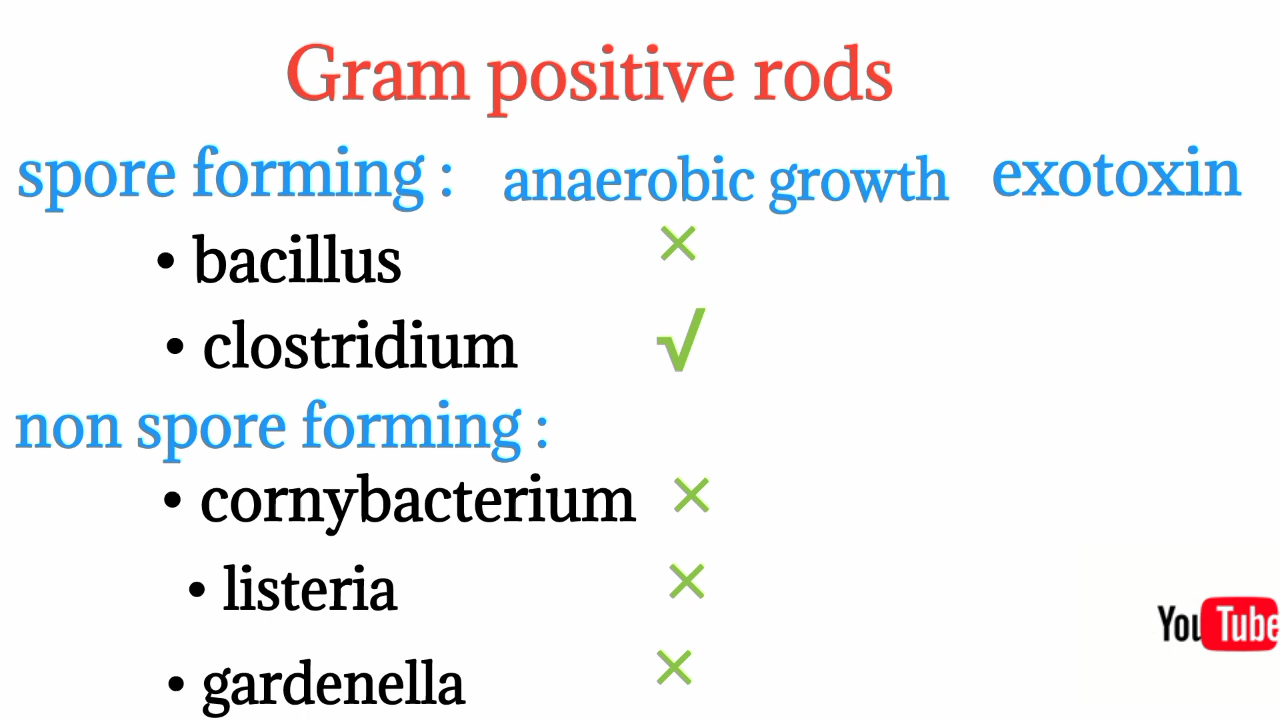 Gram positive rods
spore forming : anaerobic growth exotoxin
• bacillus ×
• clostridium √
non spore forming :
• cornybacterium ×
• listeria ×
• gardenella ×
YouTube